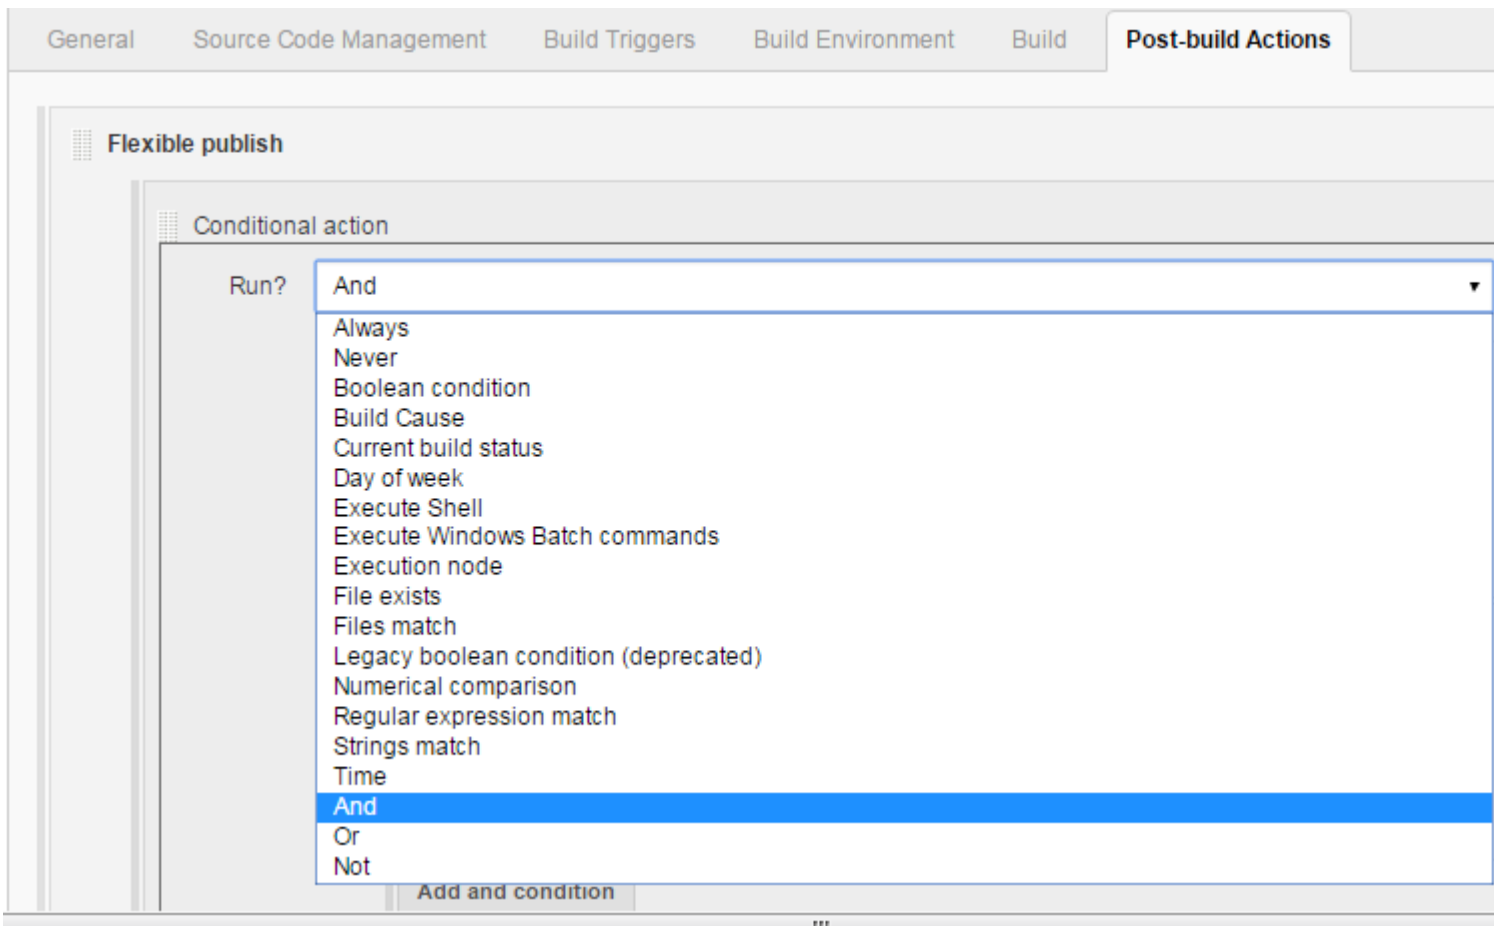 General Source Code Management Build Triggers Build Environment Build Post-build Actions
Flexible publish
Conditional action
Run? And
Always
Never
Boolean condition
Build Cause
Current build status
Day of week
Execute Shell
Execute Windows Batch commands
Execution node
File exists
Files match
Legacy boolean condition (deprecated)
Numerical comparison
Regular expression match
Strings match
Time
And
Or
Not
Add and condition